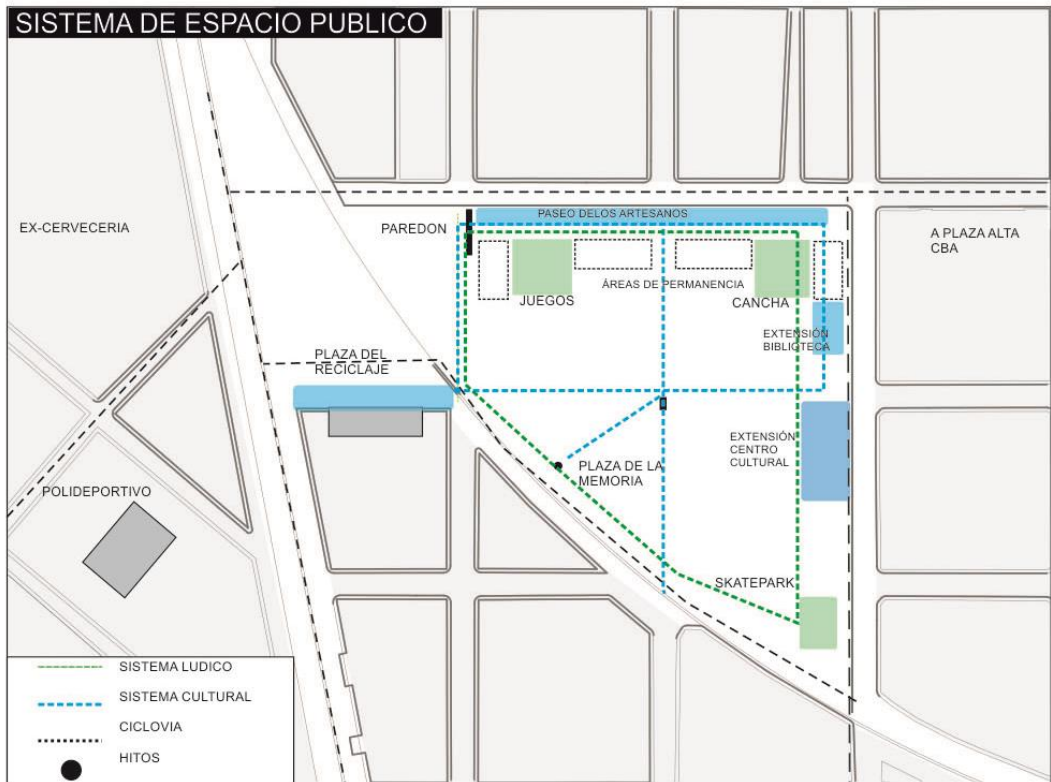 SISTEMA DE ESPACIO PUBLICO
PASEO DELOS ARTESANOS
EX-CERVECERIA
PAREDON
A PLAZA ALTA
CBA
ÁREAS DE PERMANENCIA
JUEGOS
CANCHA
EXTENSIÓN
BIBLIOTECA
PLAZA DEL
RECICLAJE
EXTENSIÓN
CENTRO
CULTURAL
PLAZA DE LA
MEMORIA
POLIDEPORTIVO
SKATEPARK
SISTEMA LUDICO
SISTEMA CULTURAL
CICLOVIA
HITOS